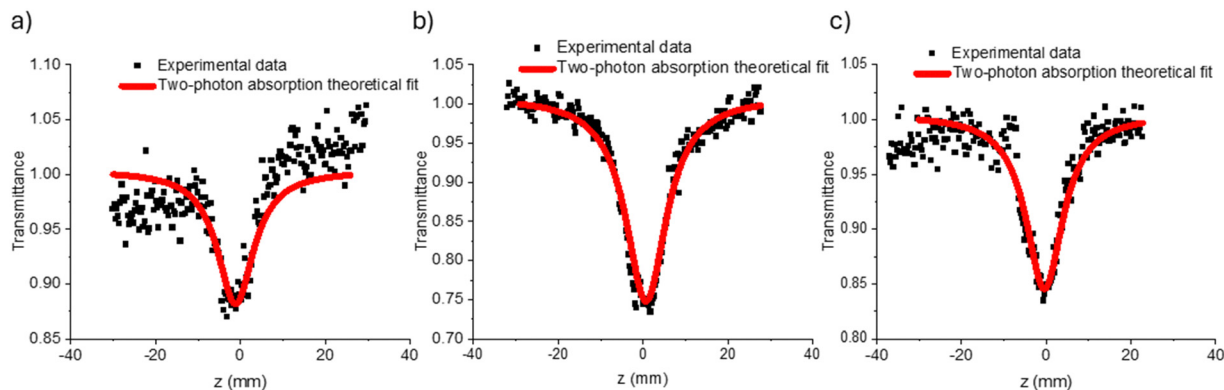 a)
Experimental data
Two-photon absorption theoretical fit
1.10
1.05
1.00
0.95
0.90
0.85
Transmittance
-40
-20
0
20
40
z (mm)
b)
Experimental data
Two-photon absorption theoretical fit
1.05
1.00
0.95
0.90
0.85
0.80
0.75
0.70
Transmittance
-40
-20
0
20
40
z (mm)
c)
Experimental data
Two-photon absorption theoretical fit
1.05
1.00
0.95
0.90
0.85
0.80
Transmittance
-40
-20
0
20
40
z (mm)